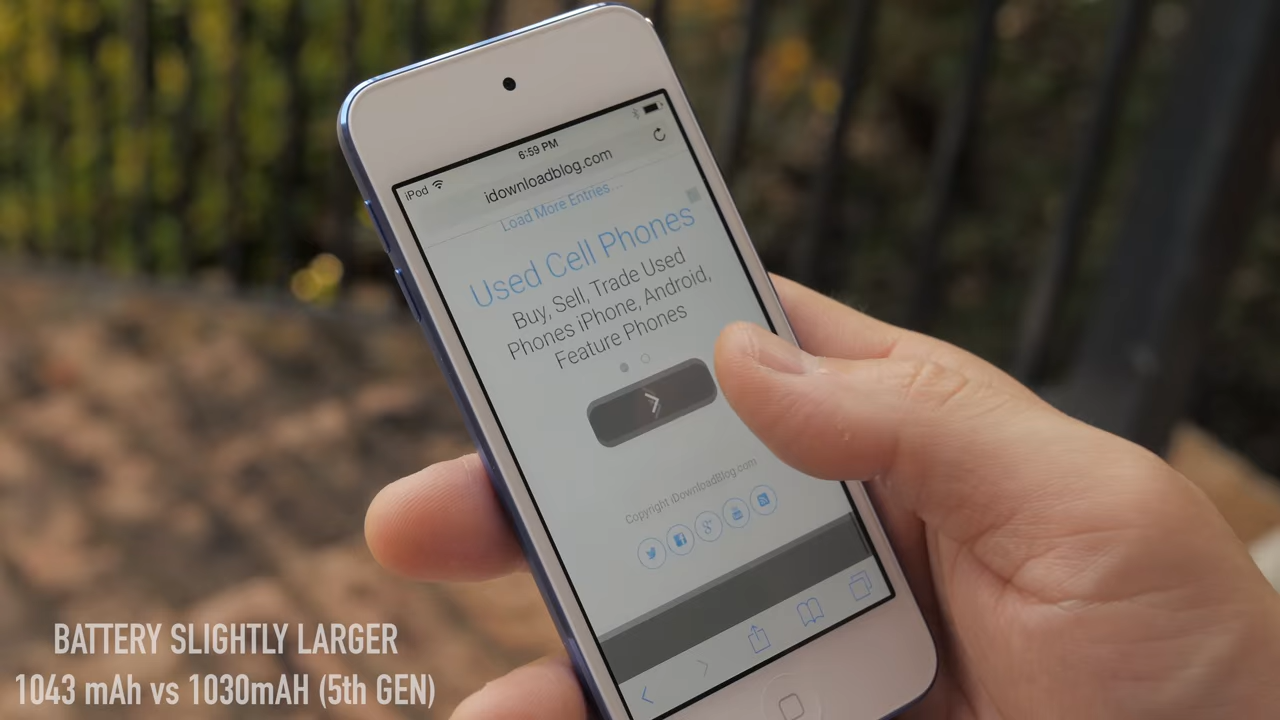 iPod
6:59 PM
idownloadblog.com
Load More Entries
Used Cell Phones
Buy, Sell, Trade Used
Phones iPhone, Android,
Feature Phones
Copyright iDownloadBlog.com
BATTERY SLIGHTLY LARGER
1043 mAh vs 1030mAH (5th GEN)